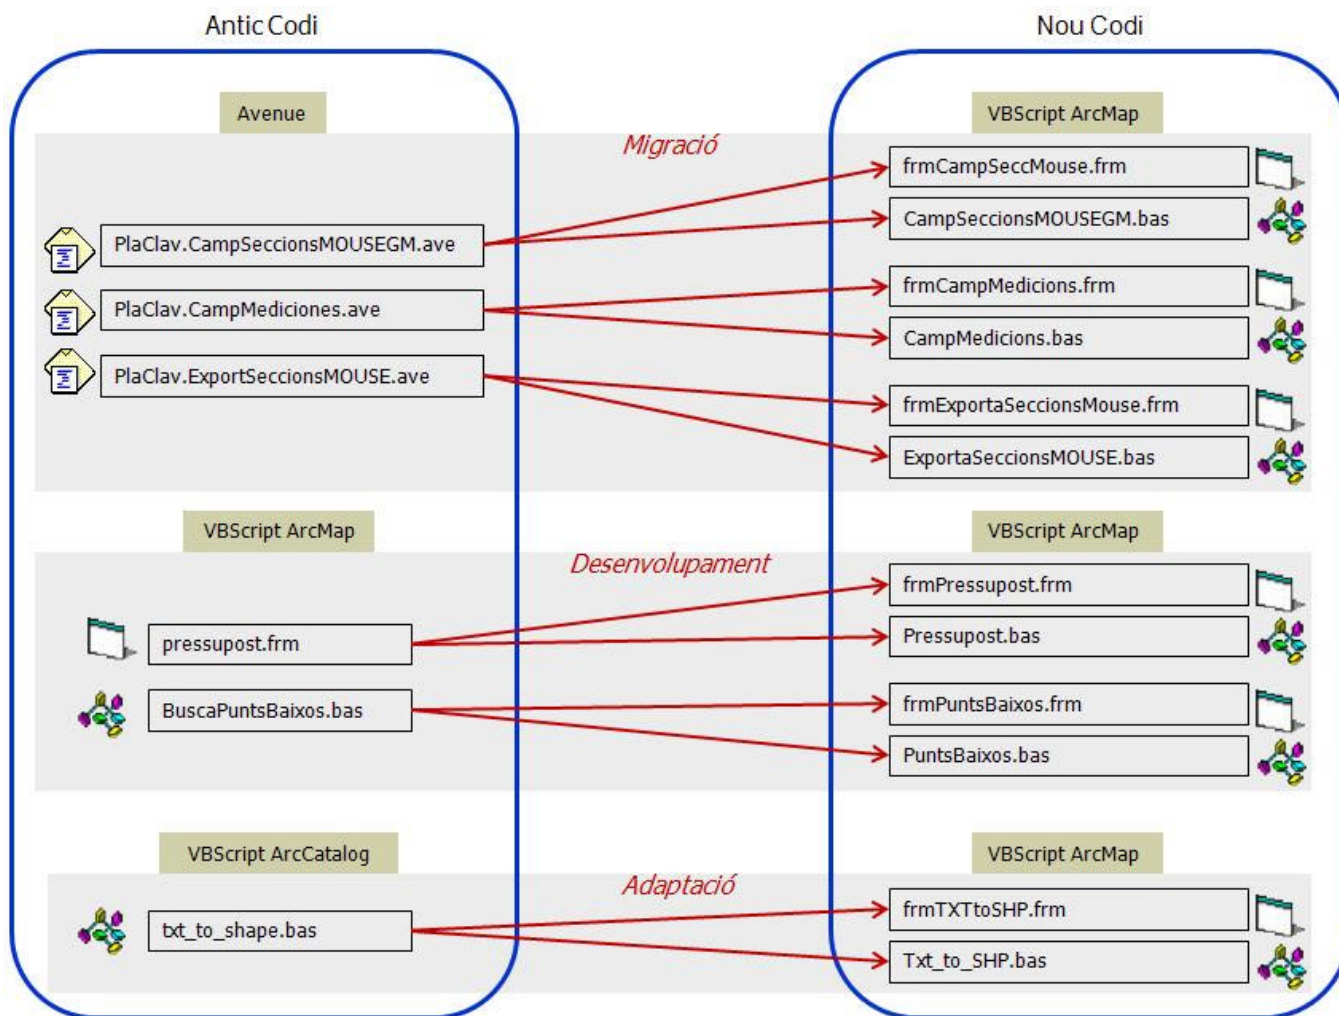 Antic Codi
Nou Codi
Avenue
VBScript ArcMap
Migració
PlaClav.CampSeccionsMOUSEGM.ave
PlaClav.CampMediciones.ave
PlaClav.ExportSeccionsMOUSE.ave
frmCampSeccMouse.frm
CampSeccionsMOUSEGM.bas
frmCampMedicions.frm
CampMedicions.bas
frmExportaSeccionsMouse.frm
ExportaSeccionsMOUSE.bas
VBScript ArcMap
VBScript ArcMap
Desenvolupament
pressupost.frm
BuscaPuntsBaixos.bas
frmPressupost.frm
Pressupost.bas
frmPuntsBaixos.frm
PuntsBaixos.bas
VBScript ArcCatalog
VBScript ArcMap
Adaptació
txt_to_shape.bas
frmTXTtoSHP.frm
Txt_to_SHP.bas